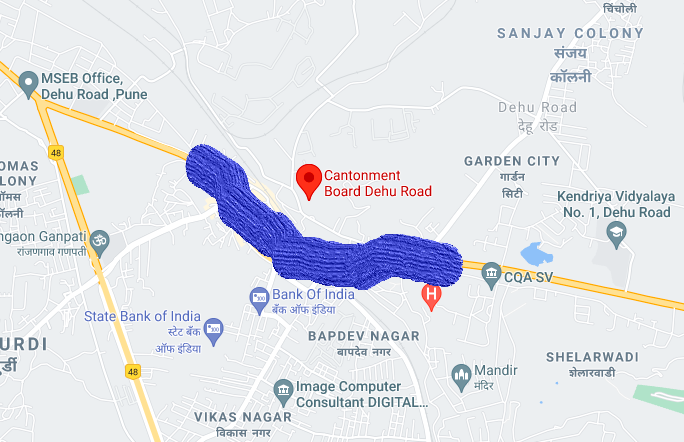 चिंचोली
SANJAY COLONY
संजय
कॉलनी
MSEB Office,
Dehu Road ,Pune
Dehu Road
देहू रोड
48
GARDEN CITY
गार्डन
सिटी
Cantonment
Board Dehu Road
OMAS
LONY
ॉमस
ॉलनी
Kendriya Vidyalaya
No. 1, Dehu Road
ngaon Ganpati
रांजणगाव गणपती
CQA SV
H
Bank Of India
बँक ऑफ इंडिया
State Bank of India
स्टेट बँक
ऑफ इंडिया
BAPDEV NAGAR
बापदेव नगर
URDI
र्डी
48
SHELARWADI
शेलारवाडी
Mandir
मंदिर
Image Computer
Consultant DIGITAL...
VIKAS NAGAR
विकास नगर